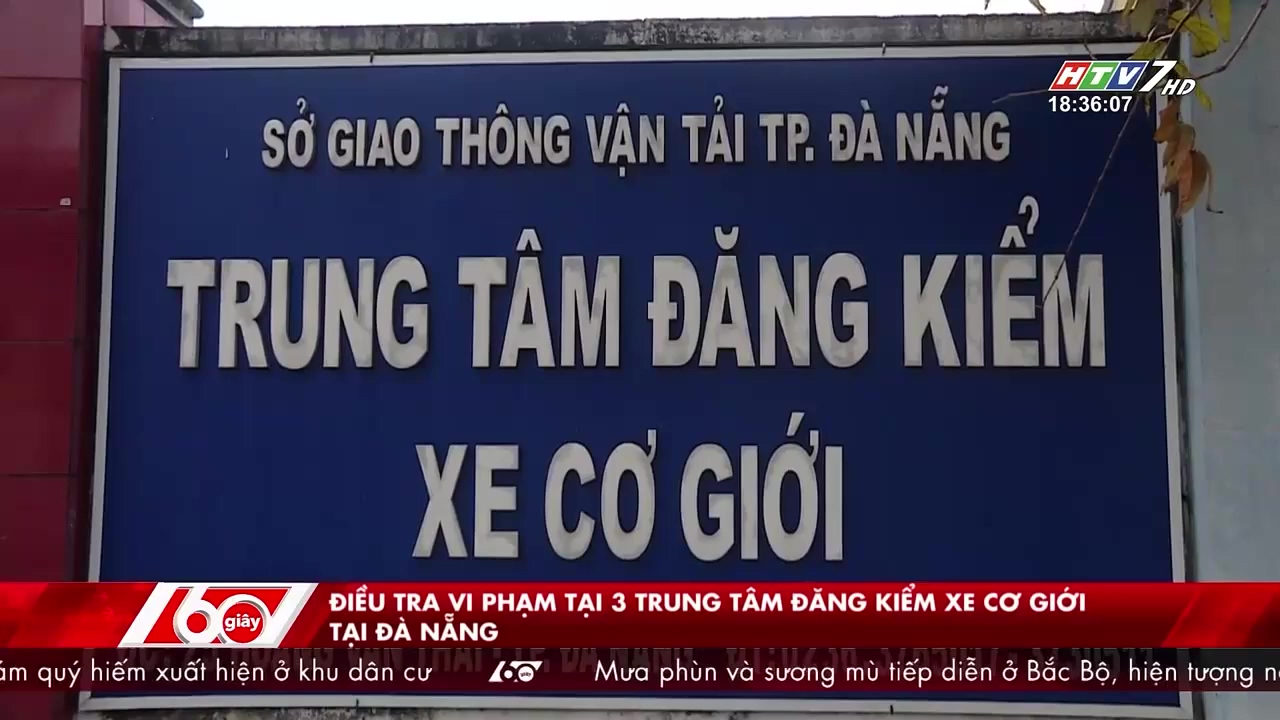 HTV7 HD
18:36:07
SỞ GIAO THÔNG VẬN TẢI TP. ĐÀ NẴNG
TRUNG TÂM ĐĂNG KIỂM
XE CƠ GIỚI
60 giây
ĐIỀU TRA VI PHẠM TẠI 3 TRUNG TÂM ĐĂNG KIỂM XE CƠ GIỚI
TẠI ĐÀ NẴNG
quý hiếm xuất hiện ở khu dân cư 60 giây Mưa phùn và sương mù tiếp diễn ở Bắc Bộ, hiện tượng